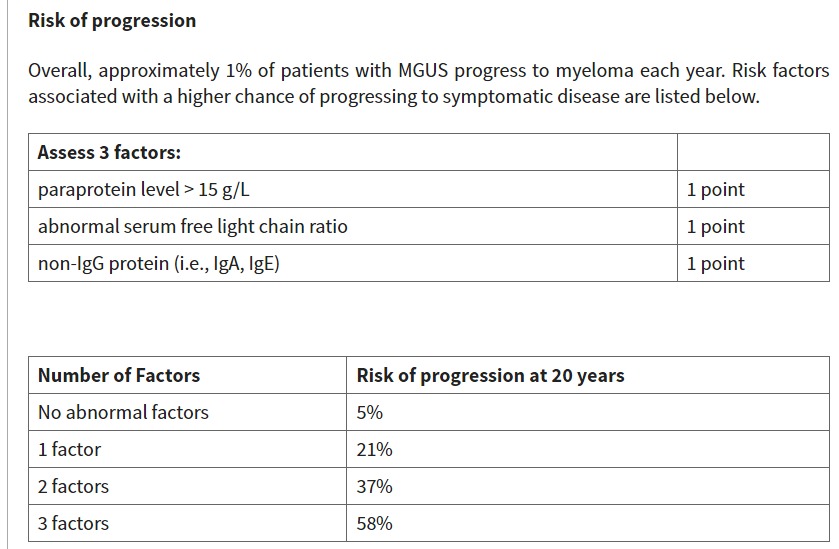 Risk of progression
Overall, approximately 1% of patients with MGUS progress to myeloma each year. Risk factors
associated with a higher chance of progressing to symptomatic disease are listed below.
Assess 3 factors:
paraprotein level > 15 g/L 1 point
abnormal serum free light chain ratio 1 point
non-IgG protein (i.e., IgA, IgE) 1 point
Number of Factors Risk of progression at 20 years
No abnormal factors 5%
1 factor 21%
2 factors 37%
3 factors 58%